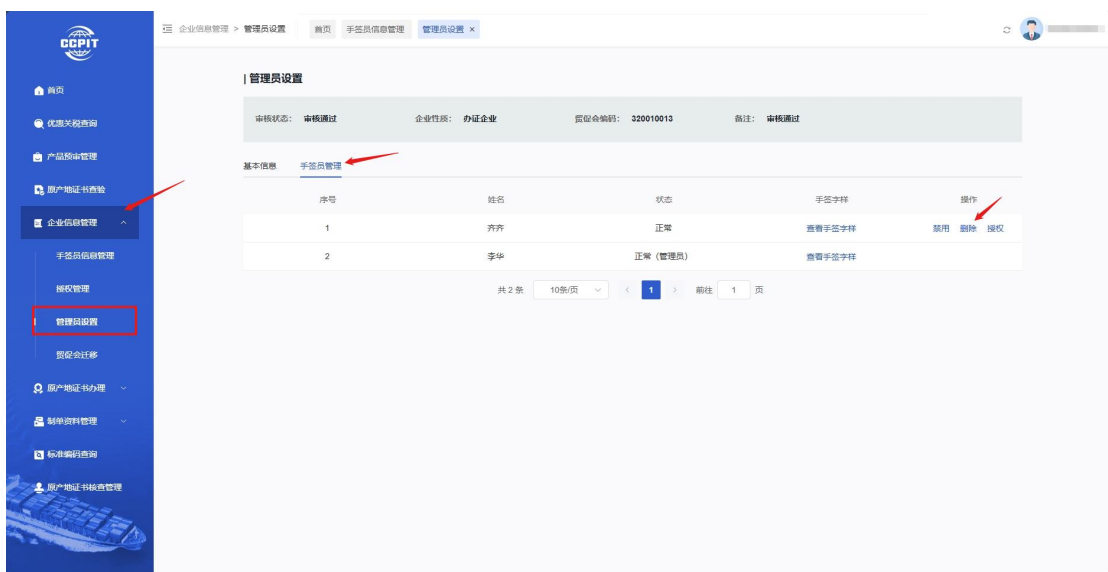 CCPIT
企业信息管理 > 管理员设置
首页
手签员信息管理
管理员设置 ×
首页
优惠关税查询
产品预审管理
原产地证书查验
企业信息管理
手签员信息管理
授权管理
管理员设置
贸促会迁移
原产地证书办理
制单资料管理
标准编码查询
原产地证书核查管理
管理员设置
审核状态: 审核通过 企业性质: 办证企业 贸促会编码: 320010013 备注: 审核通过
基本信息 手签员管理
序号 姓名 状态 手签字样 操作
1 齐齐 正常 查看手签字样 禁用 删除 授权
2 李华 正常（管理员） 查看手签字样
共 2 条 10条/页 < 1 > 前往 1 页